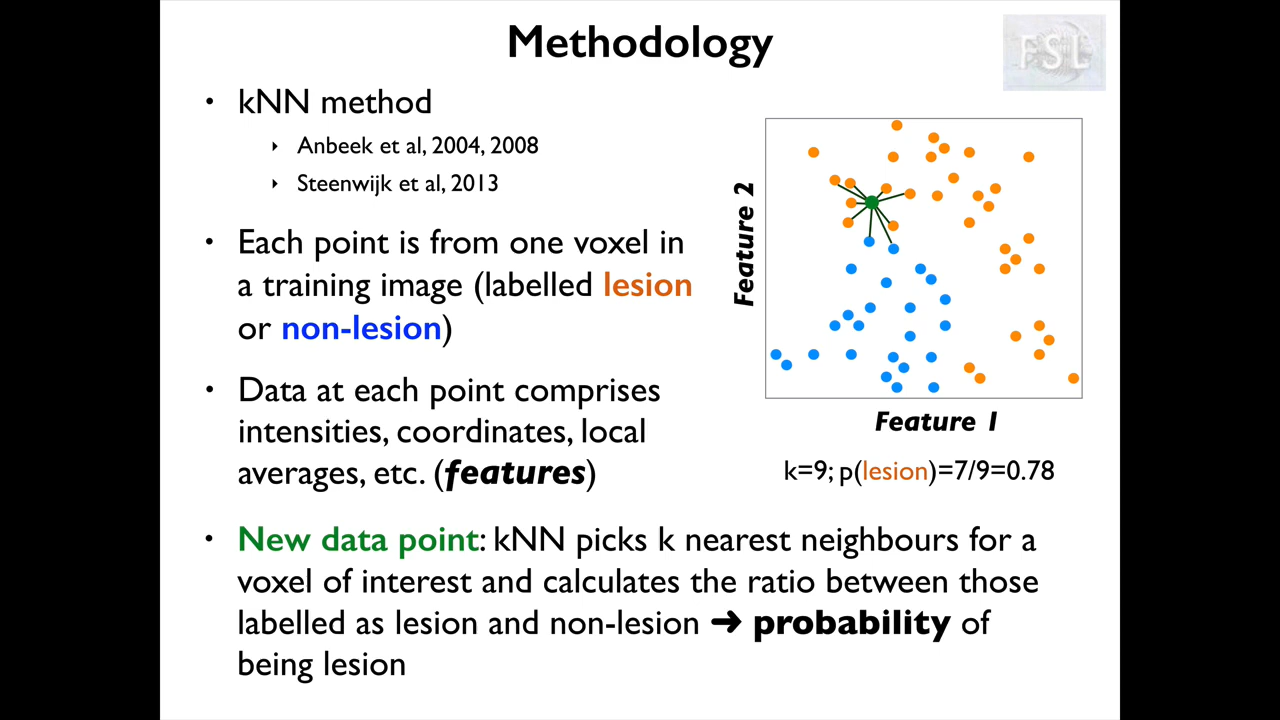 Methodology
FSL
• kNN method
‣ Anbeek et al, 2004, 2008
‣ Steenwijk et al, 2013
• Each point is from one voxel in
a training image (labelled lesion
or non-lesion)
• Data at each point comprises
intensities, coordinates, local
averages, etc. (features)
Feature 2
Feature 1
k=9; p(lesion)=7/9=0.78
• New data point: kNN picks k nearest neighbours for a
voxel of interest and calculates the ratio between those
labelled as lesion and non-lesion ➜ probability of
being lesion